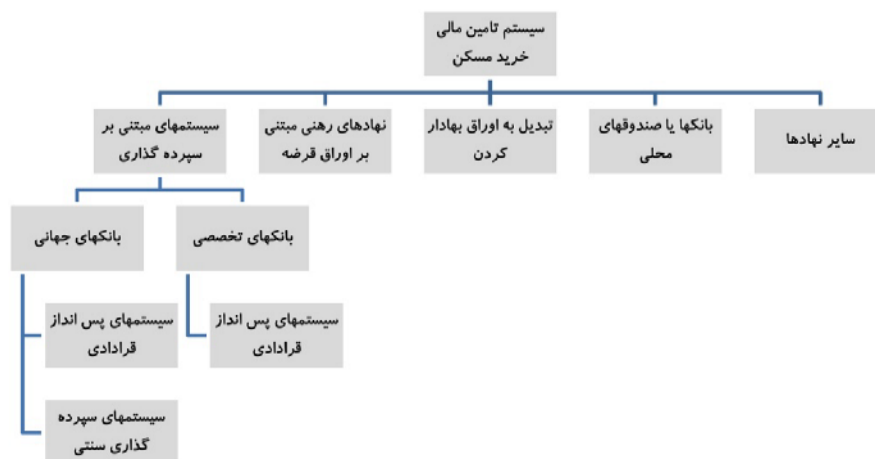 سیستم تامین مالی
خرید مسکن
سیستمهای مبتنی بر
سپرده گذاری
نهادهای رهنی مبتنی
بر اوراق قرضه
تبدیل به اوراق بهادار
کردن
بانکها یا صندوقهای
محلی
سایر نهادها
بانکهای جهانی
بانکهای تخصصی
سیستمهای پس انداز
قرادادی
سیستمهای پس انداز
قرادادی
سیستمهای سپرده
گذاری سنتی